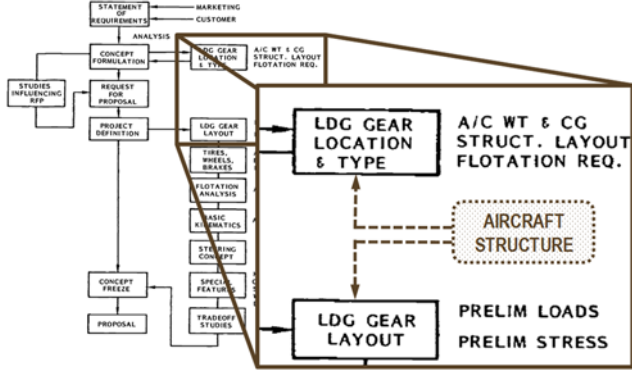 STATEMENT
OF
REQUIREMENTS
MARKETING
CUSTOMER
ANALYSIS
CONCEPT
FORMULATION
LDG GEAR
LOCATION
& TYPE
A/C WT & CG
STRUCT. LAYOUT
FLOTATION REQ.
STUDIES
INFLUENCING
RFP
REQUEST
FOR
PROPOSAL
PROJECT
DEFINITION
LDG GEAR
LAYOUT
TIRES,
WHEELS,
BRAKES
FLOTATION
ANALYSIS
BASIC
KINEMATICS
STEERING
CONCEPT
SPECIAL
FEATURES
TRADEOFF
STUDIES
CONCEPT
FREEZE
PROPOSAL
LDG GEAR
LOCATION
& TYPE
A/C WT & CG
STRUCT. LAYOUT
FLOTATION REQ.
AIRCRAFT
STRUCTURE
LDG GEAR
LAYOUT
PRELIM LOADS
PRELIM STRESS